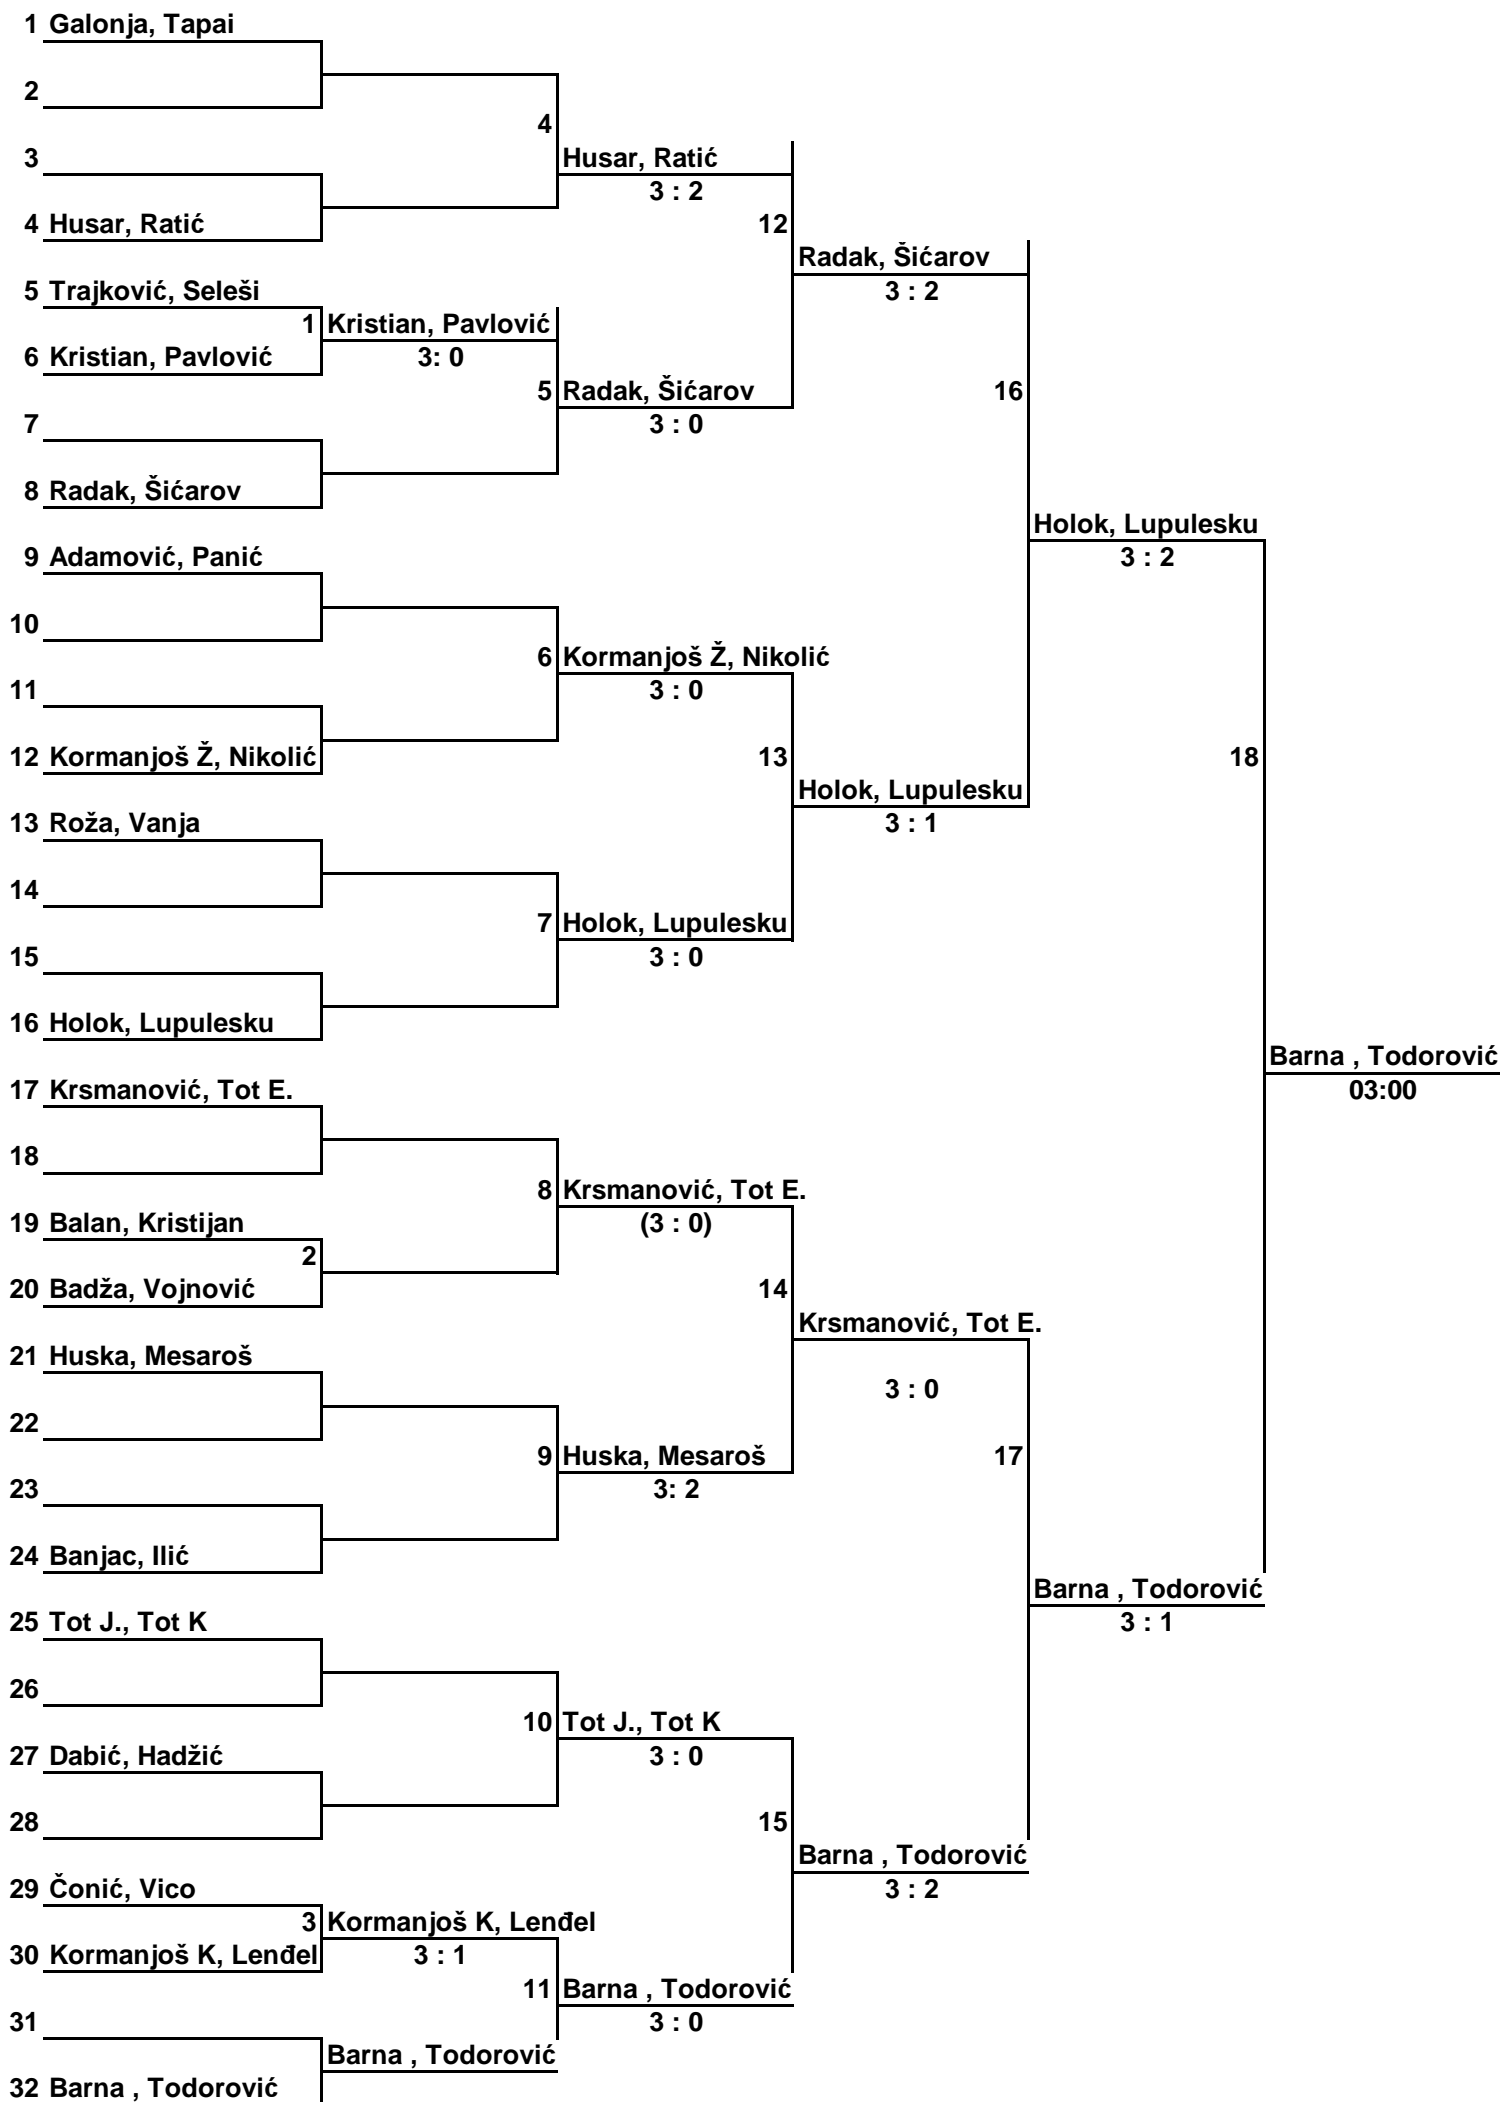 1 Galonja, Tapai
2
4
3
Husar, Ratić
3 : 2
4 Husar, Ratić
12
Radak, Šićarov
3 : 2
5 Trajković, Seleši
1 Kristian, Pavlović
6 Kristian, Pavlović
3: 0
5 Radak, Šićarov
16
7
3 : 0
8 Radak, Šićarov
Holok, Lupulesku
3 : 2
9 Adamović, Panić
10
6 Kormanjoš Ž, Nikolić
11
3 : 0
12 Kormanjoš Ž, Nikolić
13
18
Holok, Lupulesku
3 : 1
13 Roža, Vanja
14
7 Holok, Lupulesku
15
3 : 0
16 Holok, Lupulesku
Barna , Todorović
03:00
17 Krsmanović, Tot E.
18
8 Krsmanović, Tot E.
(3 : 0)
19 Balan, Kristijan
2
20 Badža, Vojnović
14
Krsmanović, Tot E.
21 Huska, Mesaroš
3 : 0
22
9 Huska, Mesaroš
17
23
3: 2
24 Banjac, Ilić
Barna , Todorović
3 : 1
25 Tot J., Tot K
26
10 Tot J., Tot K
27 Dabić, Hadžić
3 : 0
28
15
Barna , Todorović
3 : 2
29 Čonić, Vico
3 Kormanjoš K, Lenđel
30 Kormanjoš K, Lenđel
3 : 1
11 Barna , Todorović
31
3 : 0
Barna , Todorović
32 Barna , Todorović